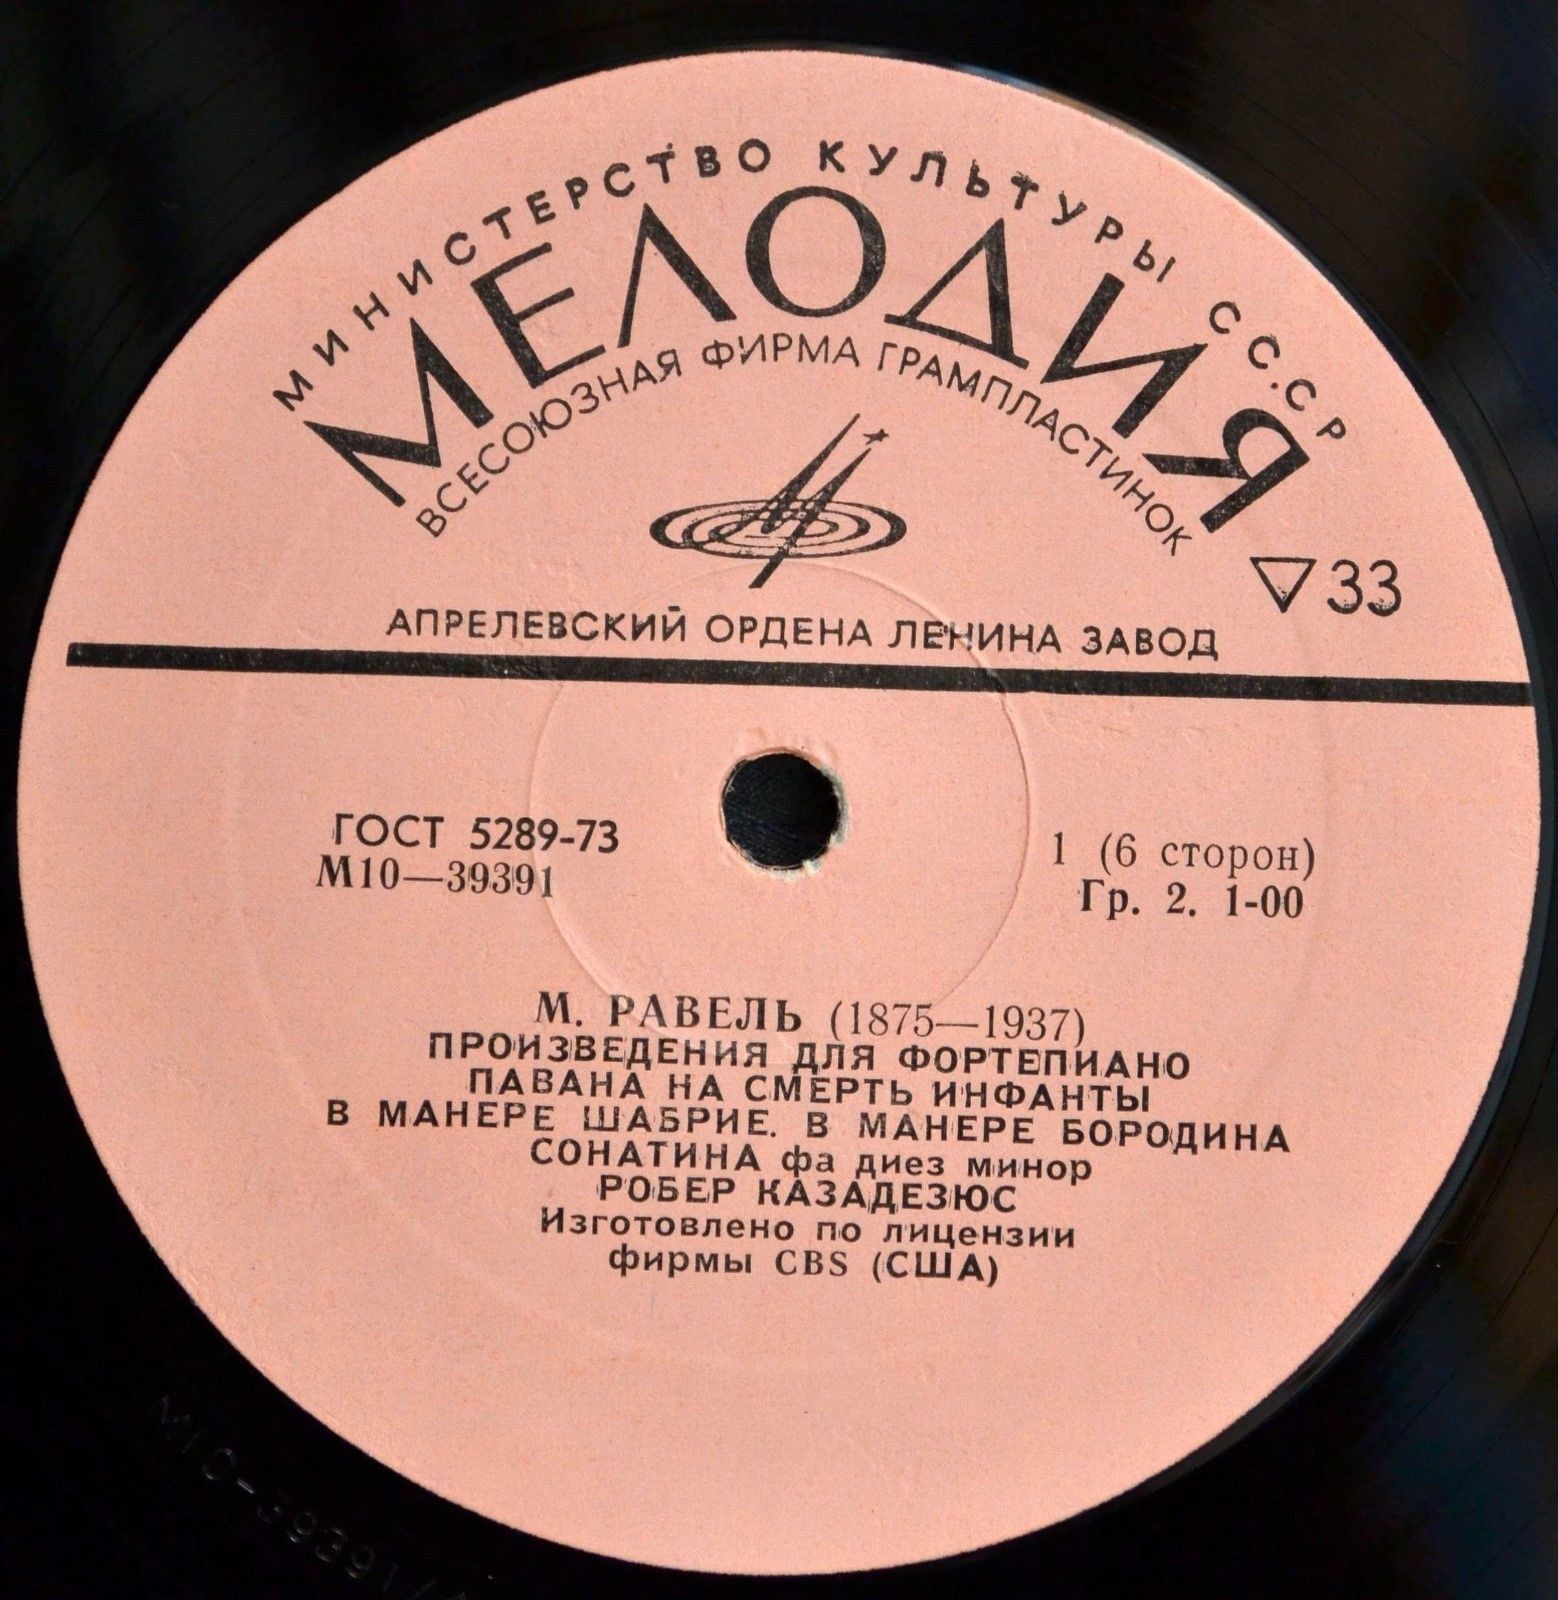 МИНИСТЕРСТВО КУЛЬТУРЫ СССР
МЕЛОДИЯ
ВСЕСОЮЗНАЯ ФИРМА ГРАМПЛАСТИНОК
▽33
АПРЕЛЕВСКИЙ ОРДЕНА ЛЕНИНА ЗАВОД
ГОСТ 5289-73
М10—39391
1 (6 сторон)
Гр. 2. 1-00
М. РАВЕЛЬ (1875—1937)
ПРОИЗВЕДЕНИЯ ДЛЯ ФОРТЕПИАНО
ПАВАНА НА СМЕРТЬ ИНФАНТЫ
В МАНЕРЕ ШАБРИЕ. В МАНЕРЕ БОРОДИНА
СОНАТИНА фа диез минор
РОБЕР КАЗАДЕЗЮС
Изготовлено по лицензии
фирмы CBS (США)
М10-39391